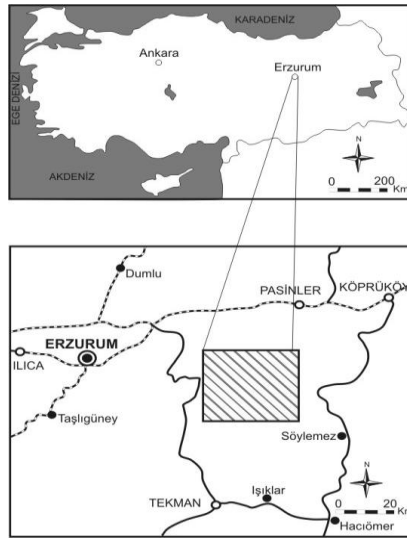 KARADENİZ
Ankara
Erzurum
EGE DENİZİ
AKDENİZ
N
0 200
Km
Dumlu
PASİNLER
KÖPRÜKÖY
ERZURUM
ILICA
Taşlıgüney
Söylemez
N
TEKMAN
Işıklar
0 20
Km
Hacıömer